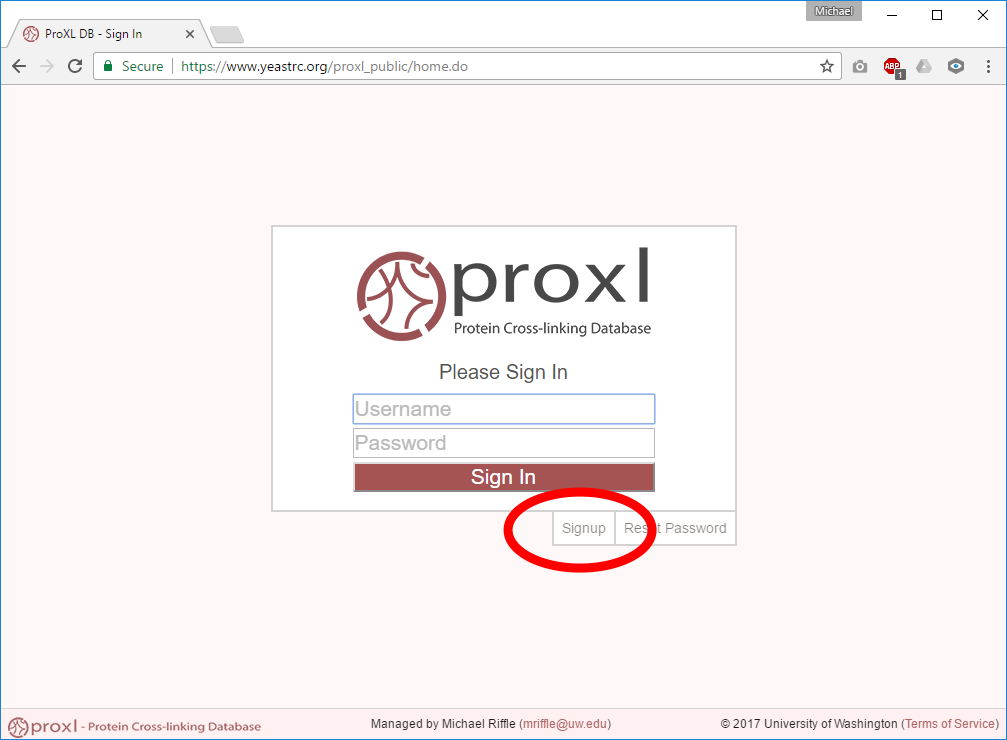 Michael
ProXL DB - Sign In
Secure | https://www.yeastrc.org/proxl_public/home.do
ABP
1
proxl
Protein Cross-linking Database
Please Sign In
Username
Password
Sign In
Signup
Reset Password
proxl - Protein Cross-linking Database
Managed by Michael Riffle (mriffle@uw.edu)
© 2017 University of Washington (Terms of Service)